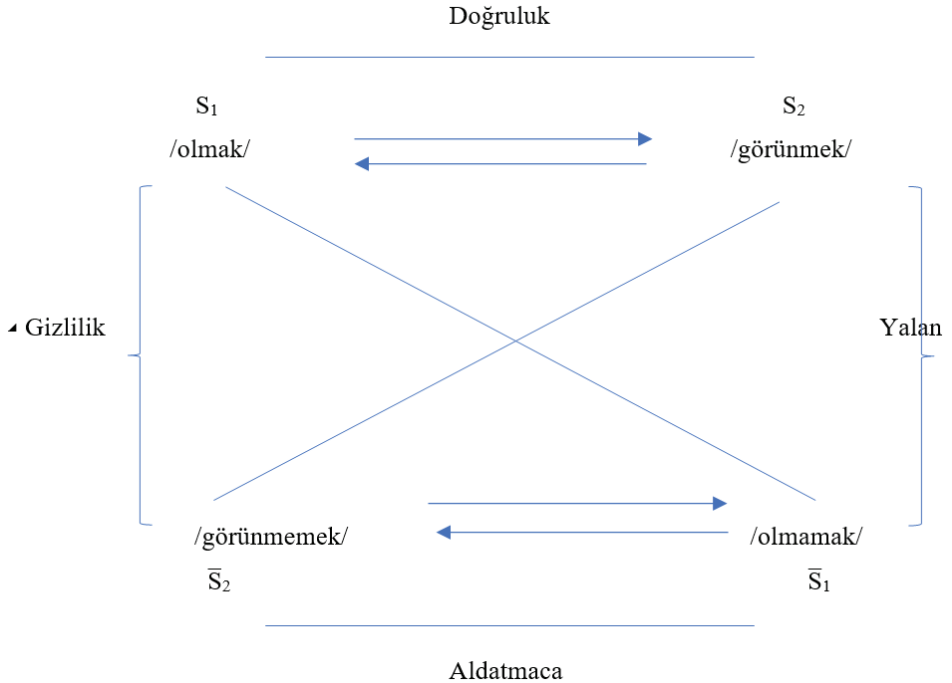 Doğruluk
S₁ S₂
/olmak/ /görünmek/
Gizlilik Yalan
/görünmemek/ /olmamak/
S̅₂ S̅₁
Aldatmaca